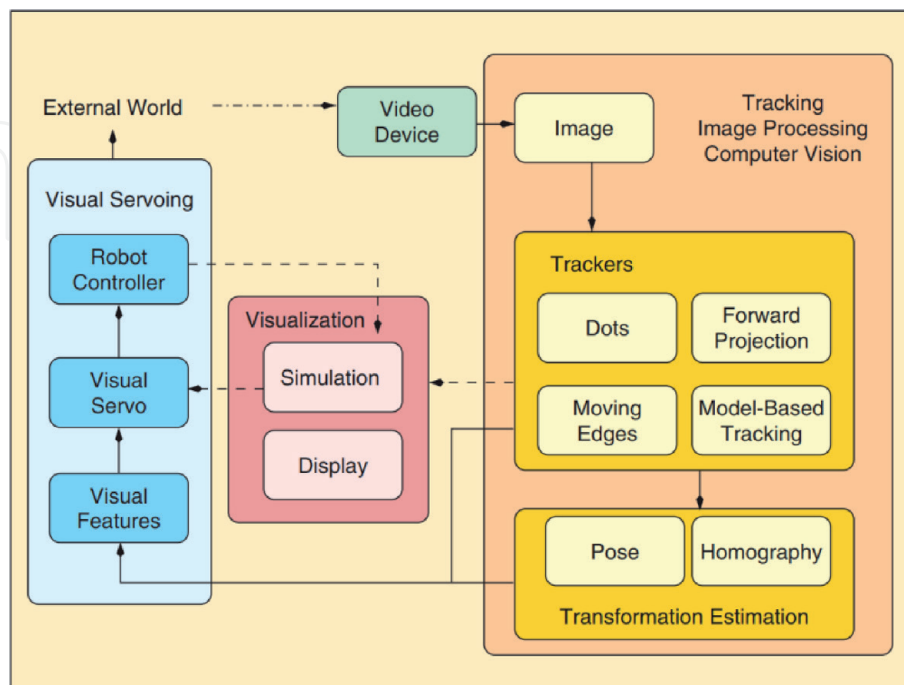 External World
Video
Device
Image
Tracking
Image Processing
Computer Vision
Visual Servoing
Robot
Controller
Visual
Servo
Visual
Features
Visualization
Simulation
Display
Trackers
Dots
Forward
Projection
Moving
Edges
Model-Based
Tracking
Pose
Homography
Transformation Estimation